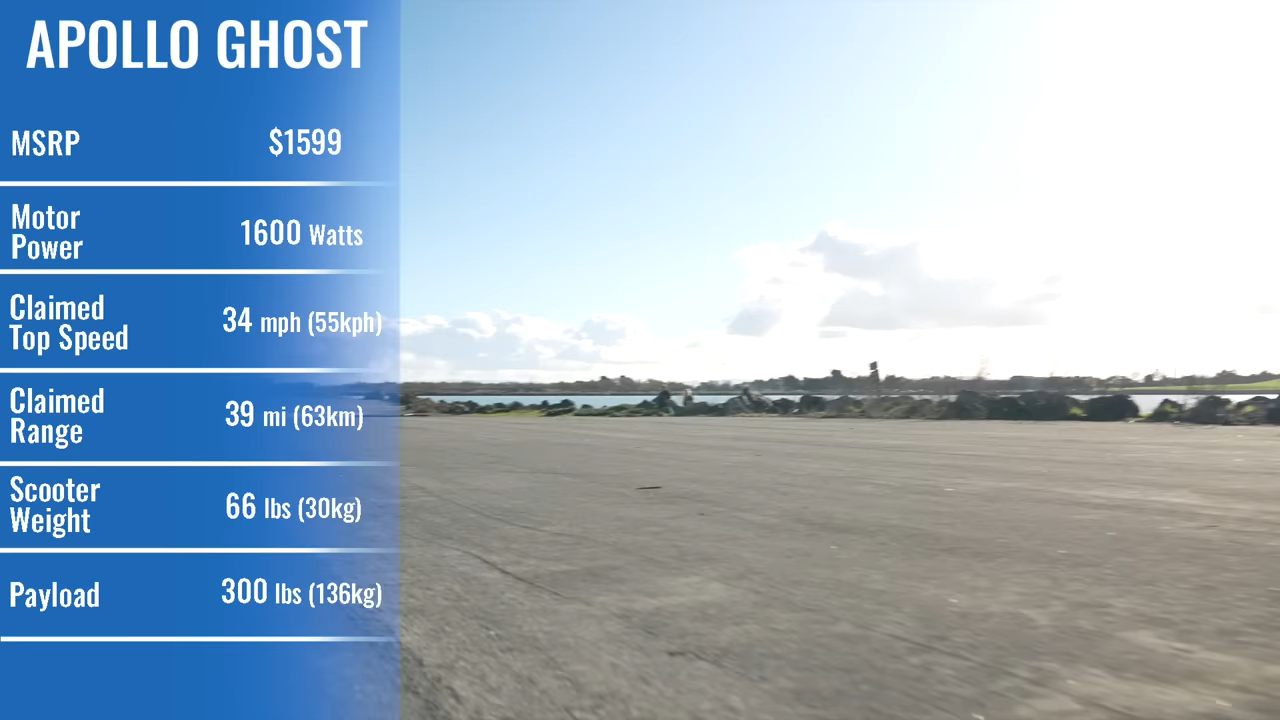 APOLLO GHOST
MSRP $1599
Motor
Power 1600 Watts
Claimed
Top Speed 34 mph (55kph)
Claimed
Range 39 mi (63km)
Scooter
Weight 66 lbs (30kg)
Payload 300 lbs (136kg)